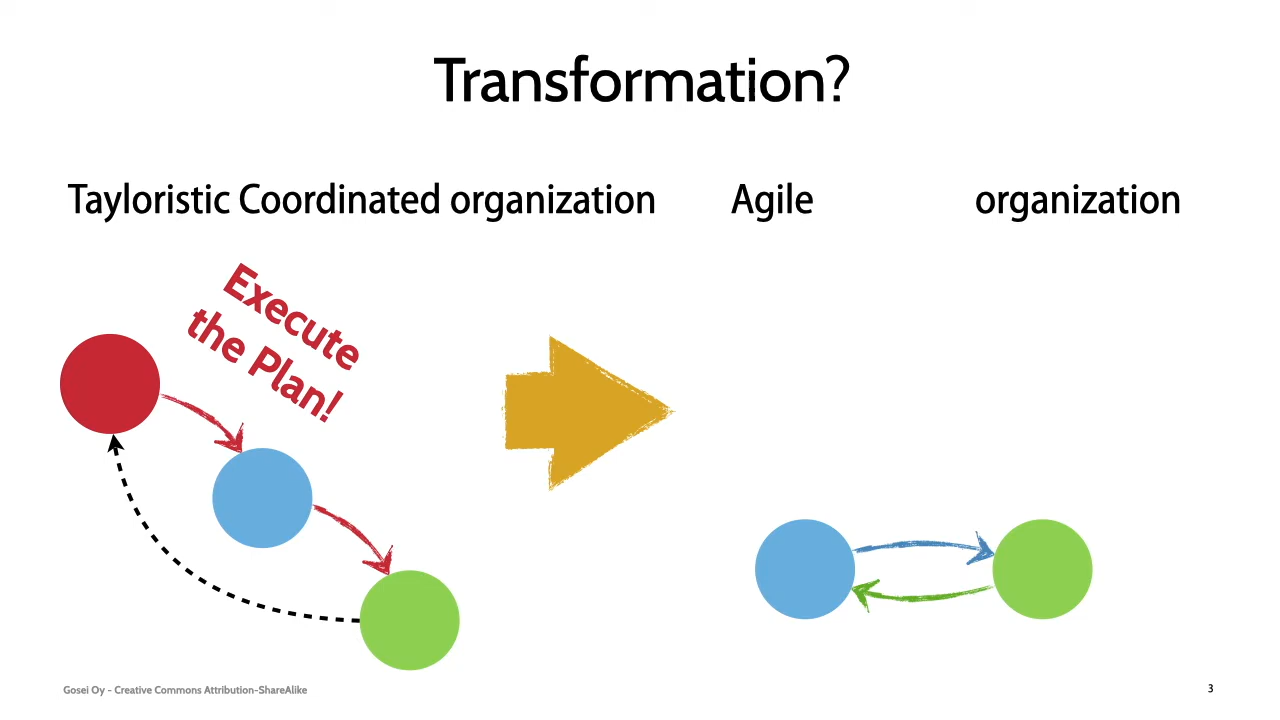 Transformation?
Tayloristic Coordinated organization
Agile organization
Execute
the Plan!
Gosei Oy - Creative Commons Attribution-ShareAlike
3